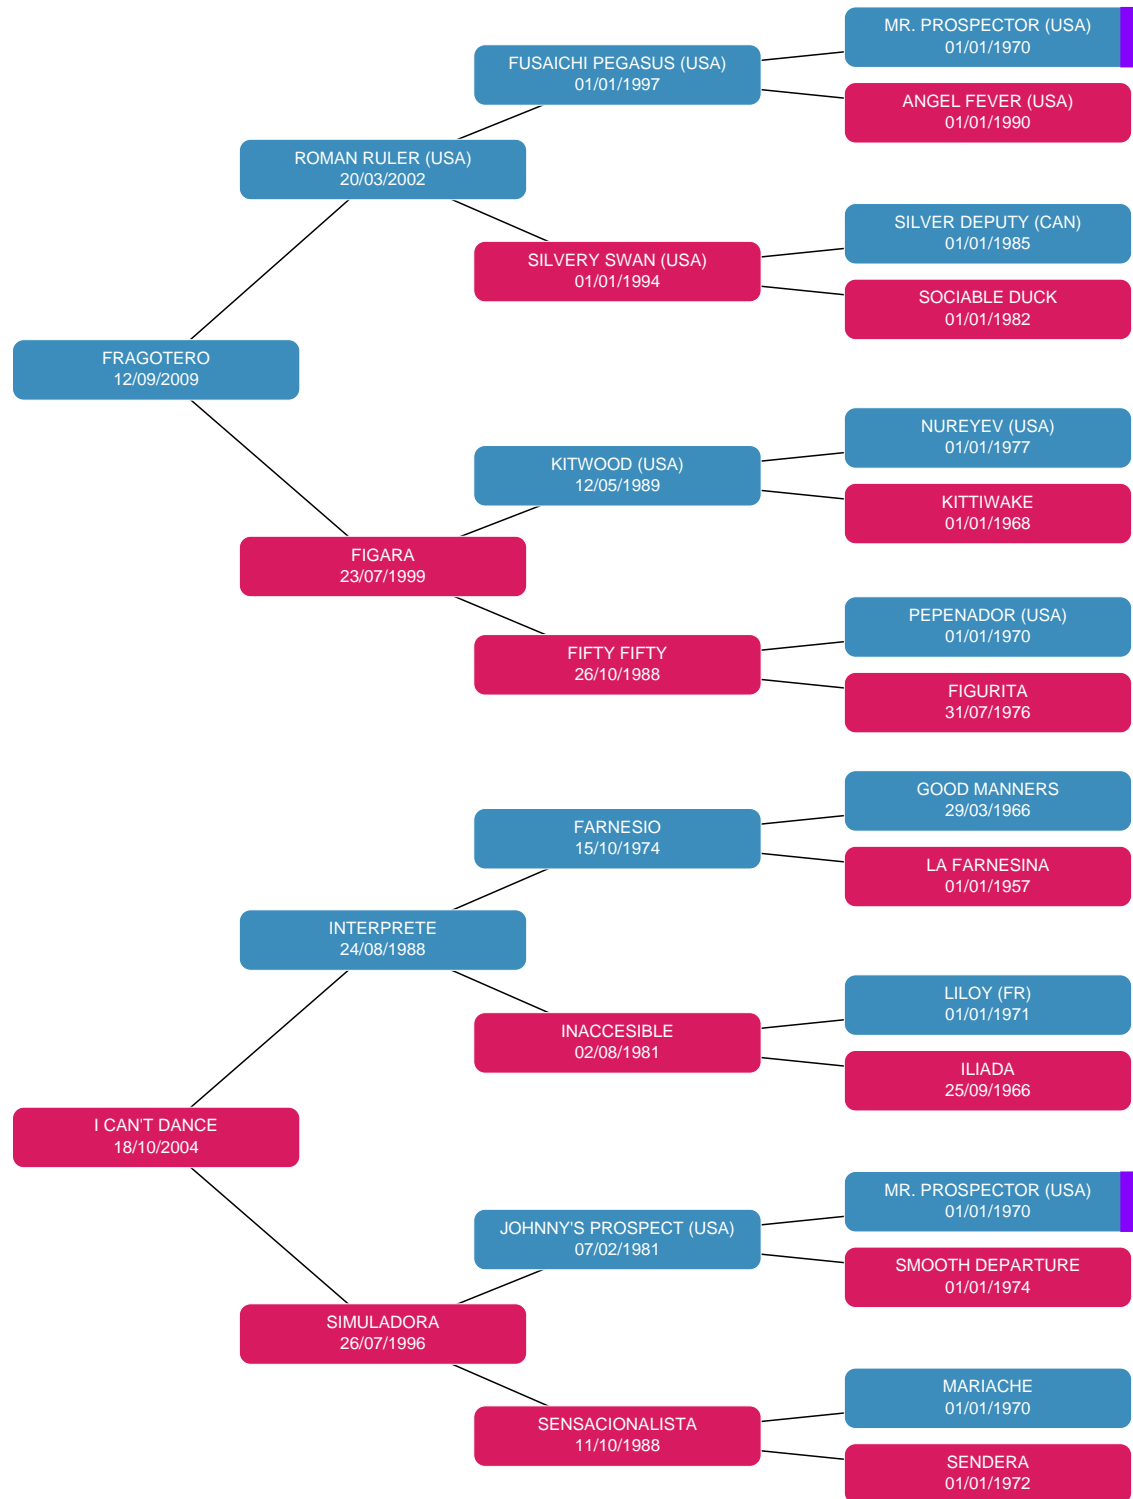 MR. PROSPECTOR (USA)
01/01/1970
FUSAICHI PEGASUS (USA)
01/01/1997
ANGEL FEVER (USA)
01/01/1990
ROMAN RULER (USA)
20/03/2002
SILVER DEPUTY (CAN)
01/01/1985
SILVERY SWAN (USA)
01/01/1994
SOCIABLE DUCK
01/01/1982
FRAGOTERO
12/09/2009
NUREYEV (USA)
01/01/1977
KITWOOD (USA)
12/05/1989
KITTIWAKE
01/01/1968
FIGARA
23/07/1999
PEPENADOR (USA)
01/01/1970
FIFTY FIFTY
26/10/1988
FIGURITA
31/07/1976
GOOD MANNERS
29/03/1966
FARNESIO
15/10/1974
LA FARNESINA
01/01/1957
INTERPRETE
24/08/1988
LILOY (FR)
01/01/1971
INACCESIBLE
02/08/1981
ILIADA
25/09/1966
I CAN'T DANCE
18/10/2004
MR. PROSPECTOR (USA)
01/01/1970
JOHNNY'S PROSPECT (USA)
07/02/1981
SMOOTH DEPARTURE
01/01/1974
SIMULADORA
26/07/1996
MARIACHE
01/01/1970
SENSACIONALISTA
11/10/1988
SENDERA
01/01/1972